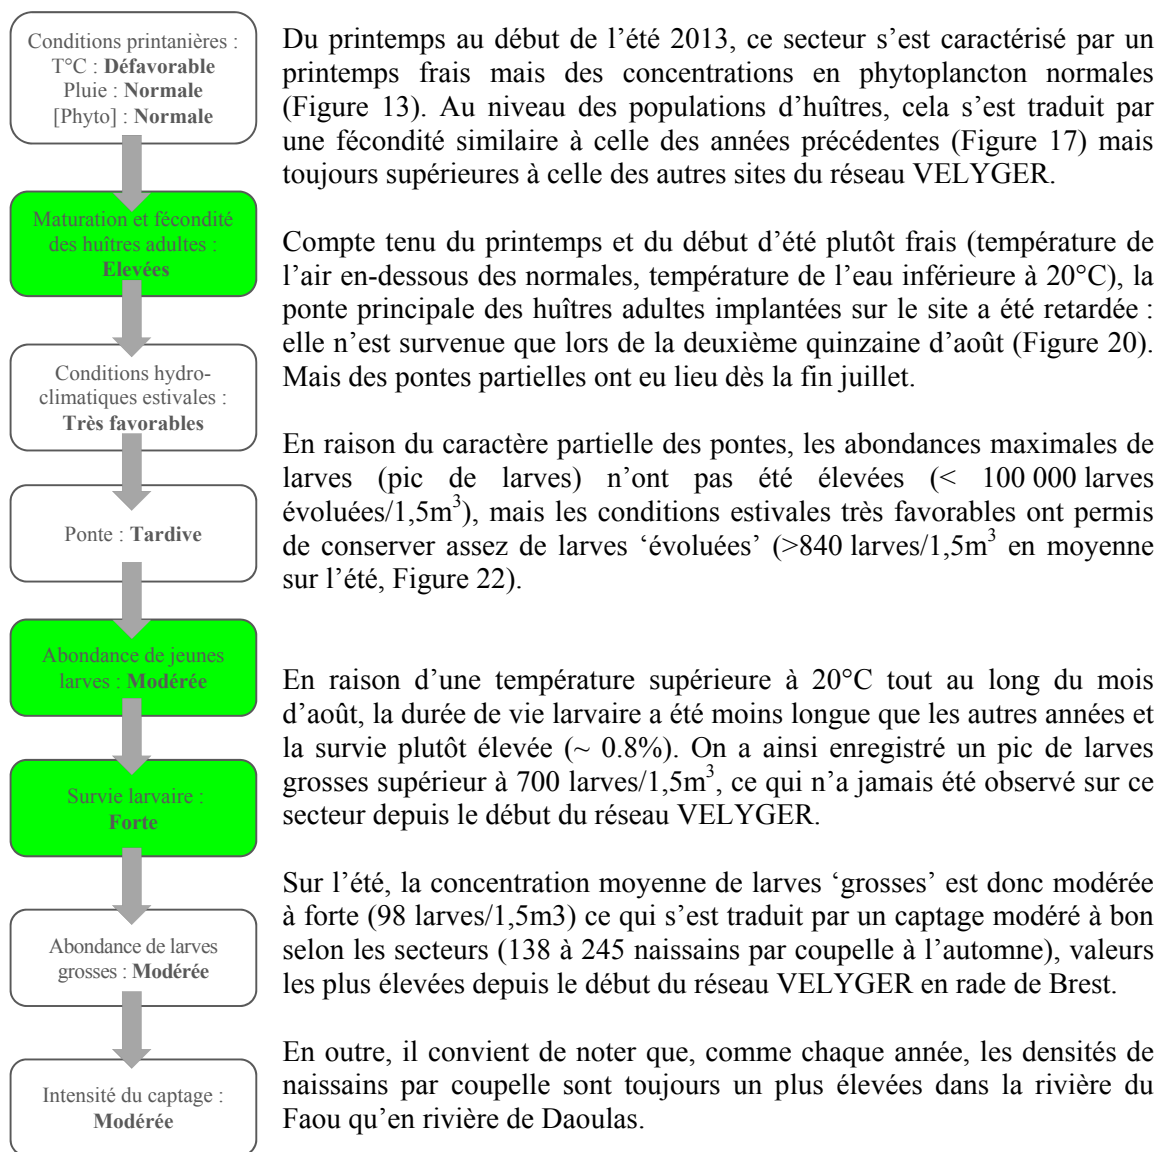 Conditions printanières :
T°C : Défavorable
Pluie : Normale
[Phyto] : Normale
Maturation et fécondité
des huîtres adultes :
Elevées
Conditions hydro-
climatiques estivales :
Très favorables
Ponte : Tardive
Abondance de jeunes
larves : Modérée
Survie larvaire :
Forte
Abondance de larves
grosses : Modérée
Intensité du captage :
Modérée
Du printemps au début de l’été 2013, ce secteur s’est caractérisé par un
printemps frais mais des concentrations en phytoplancton normales
(Figure 13). Au niveau des populations d’huîtres, cela s’est traduit par
une fécondité similaire à celle des années précédentes (Figure 17) mais
toujours supérieures à celle des autres sites du réseau VELYGER.
Compte tenu du printemps et du début d’été plutôt frais (température de
l’air en-dessous des normales, température de l’eau inférieure à 20°C), la
ponte principale des huîtres adultes implantées sur le site a été retardée :
elle n’est survenue que lors de la deuxième quinzaine d’août (Figure 20).
Mais des pontes partielles ont eu lieu dès la fin juillet.
En raison du caractère partielle des pontes, les abondances maximales de
larves (pic de larves) n’ont pas été élevées (< 100 000 larves
évoluées/1,5m³), mais les conditions estivales très favorables ont permis
de conserver assez de larves ‘évoluées’ (>840 larves/1,5m³ en moyenne
sur l’été, Figure 22).
En raison d’une température supérieure à 20°C tout au long du mois
d’août, la durée de vie larvaire a été moins longue que les autres années et
la survie plutôt élevée (~ 0.8%). On a ainsi enregistré un pic de larves
grosses supérieur à 700 larves/1,5m³, ce qui n’a jamais été observé sur ce
secteur depuis le début du réseau VELYGER.
Sur l’été, la concentration moyenne de larves ‘grosses’ est donc modérée
à forte (98 larves/1,5m3) ce qui s’est traduit par un captage modéré à bon
selon les secteurs (138 à 245 naissains par coupelle à l’automne), valeurs
les plus élevées depuis le début du réseau VELYGER en rade de Brest.
En outre, il convient de noter que, comme chaque année, les densités de
naissains par coupelle sont toujours un plus élevées dans la rivière du
Faou qu’en rivière de Daoulas.